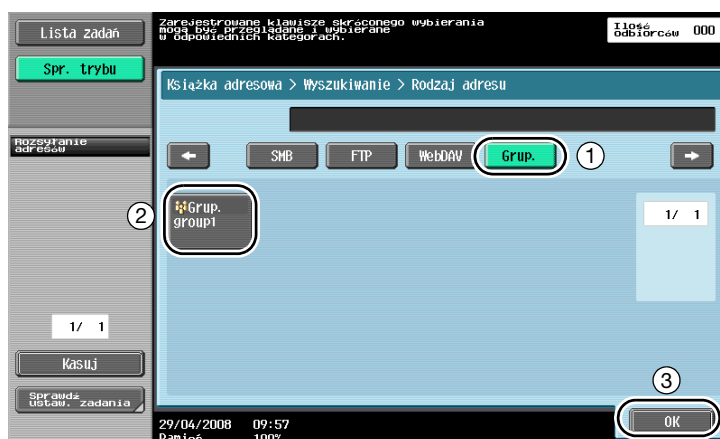 Lista zadań
Zarejestrowane klawisze skróconego wybierania
mogą być przeglądane i wybierane
w odpowiednich kategorach.
Ilość
odbiorców 000
Spr. trybu
Książka adresowa > Wyszukiwanie > Rodzaj adresu
Rozsyłanie
adresów
SMB
FTP
WebDAV
Grup.
1
2
Grup.
group1
1/ 1
1/ 1
Kasuj
3
Sprawdź
ustaw. zadania
OK
29/04/2008 09:57
Pamięć 100%